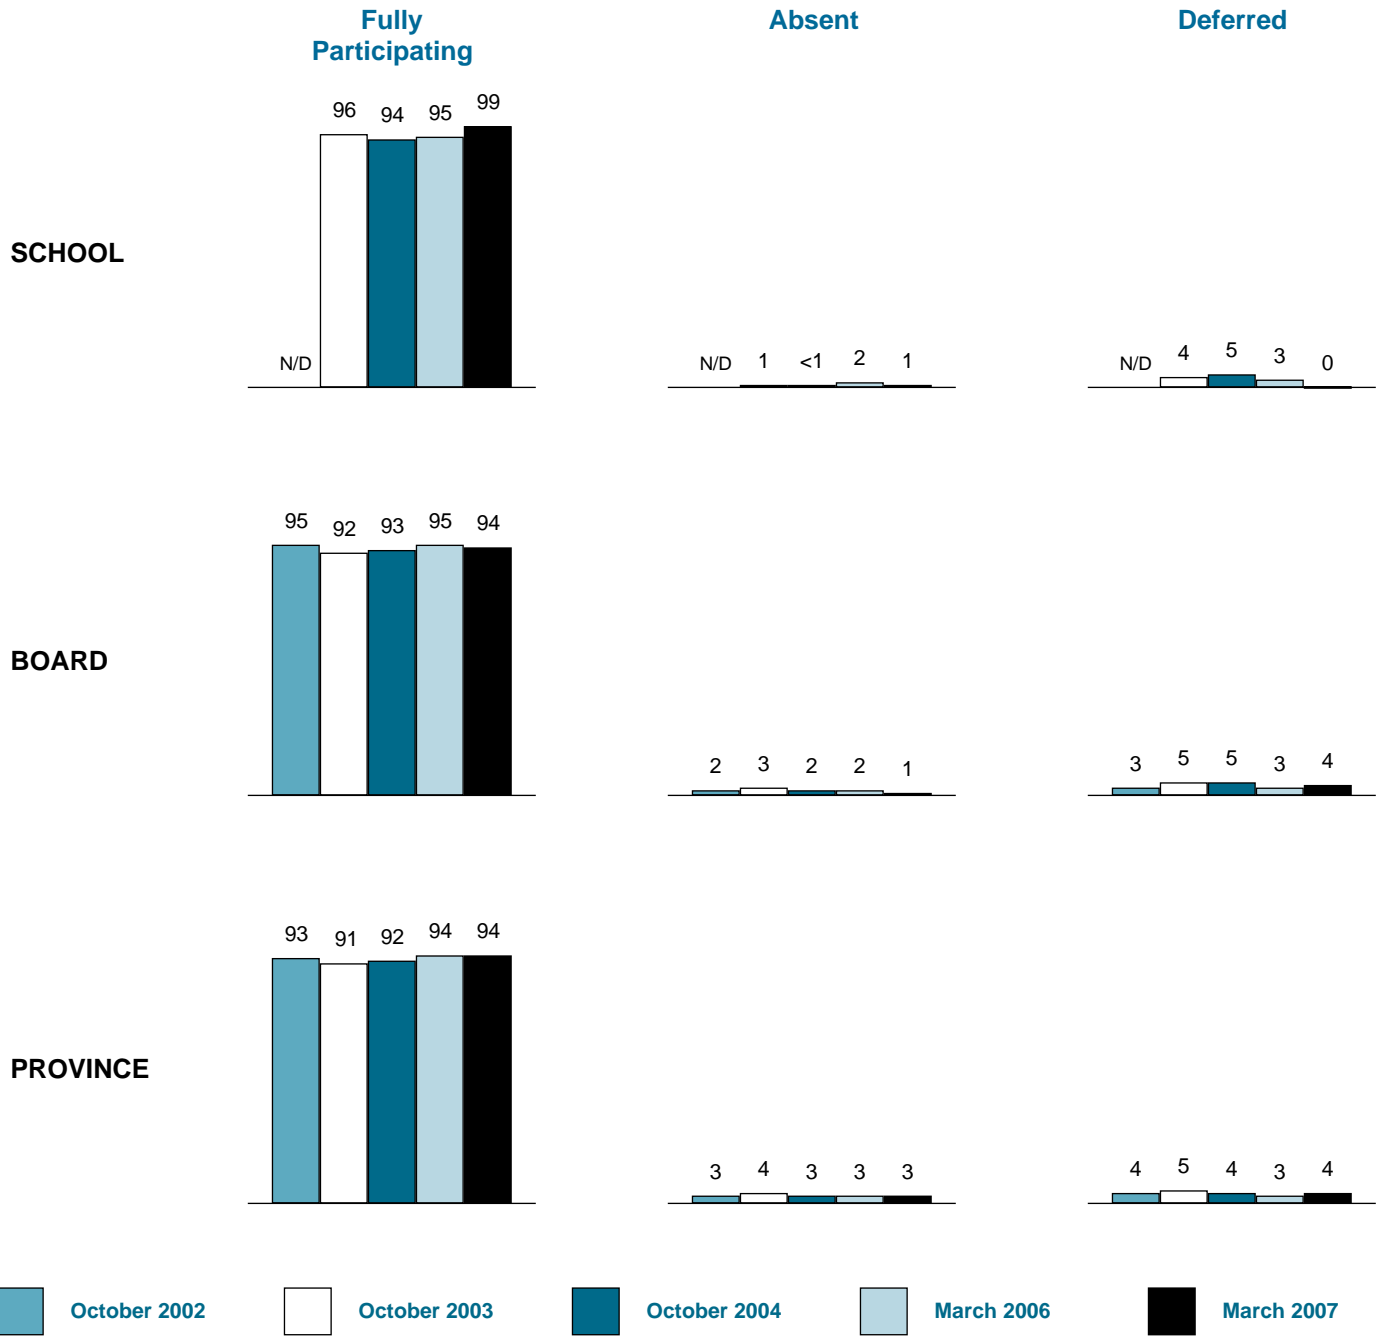 Fully
Participating
Absent
Deferred
SCHOOL
N/D 96 94 95 99
N/D 1 <1 2 1
N/D 4 5 3 0
BOARD
95 92 93 95 94
2 3 2 2 1
3 5 5 3 4
PROVINCE
93 91 92 94 94
3 4 3 3 3
4 5 4 3 4
October 2002
October 2003
October 2004
March 2006
March 2007